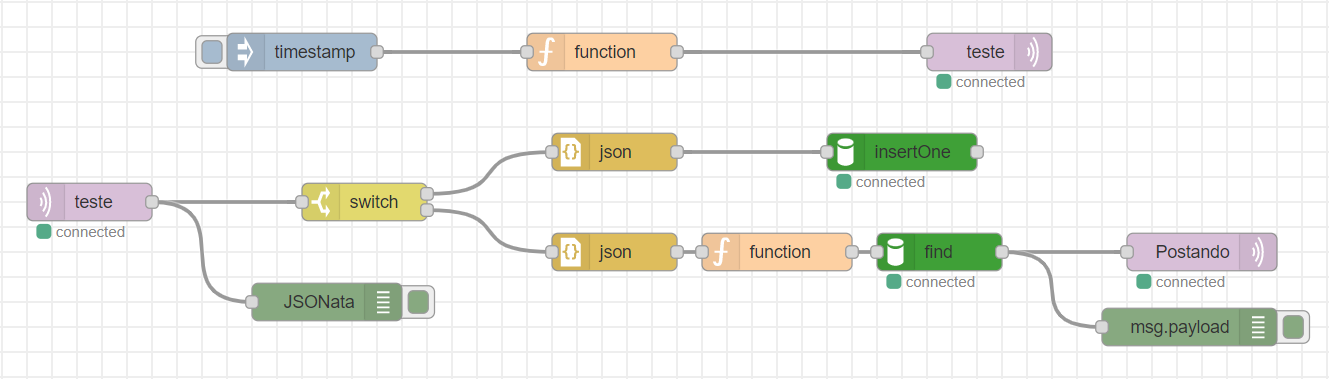 timestamp
function
teste
connected
json
insertOne
connected
teste
connected
switch
json
function
find
connected
Postando
connected
JSONata
msg.payload